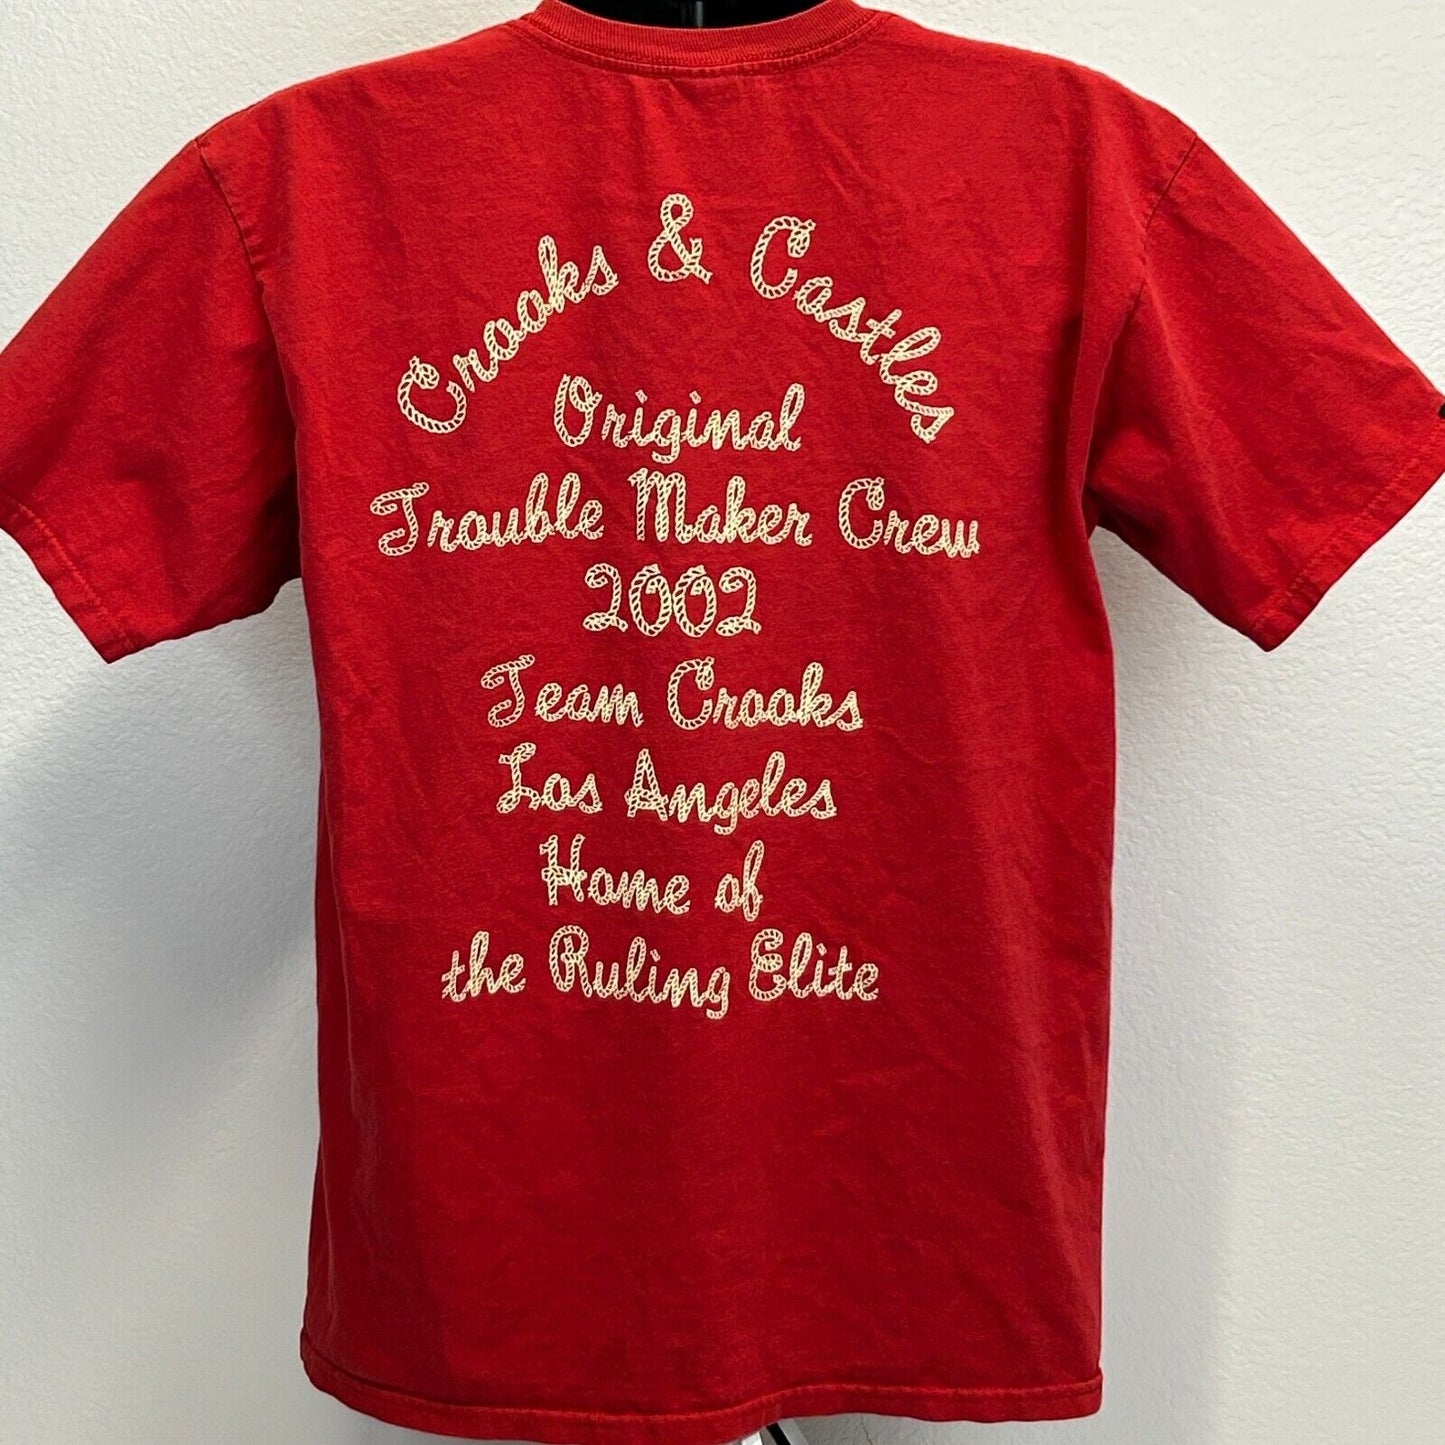 Crooks & Castles
Original
Trouble Maker Crew
2002
Team Crooks
Los Angeles
Home of
the Ruling Elite